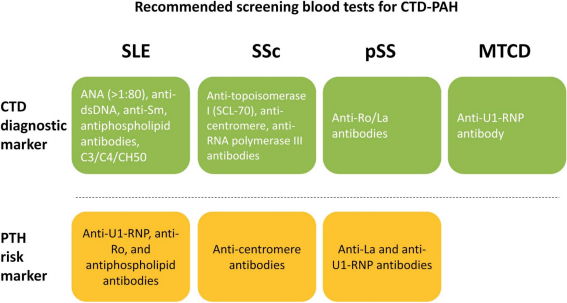 Recommended screening blood tests for CTD-PAH
SLE SSc pSS MTCD
CTD
diagnostic
marker
ANA (>1:80), anti-
dsDNA, anti-Sm,
antiphospholipid
antibodies,
C3/C4/CH50
Anti-topoisomerase
I (SCL-70), anti-
centromere, anti-
RNA polymerase III
antibodies
Anti-Ro/La
antibodies
Anti-U1-RNP
antibody
PTH
risk
marker
Anti-U1-RNP, anti-
Ro, and
antiphospholipid
antibodies
Anti-centromere
antibodies
Anti-La and anti-
U1-RNP antibodies